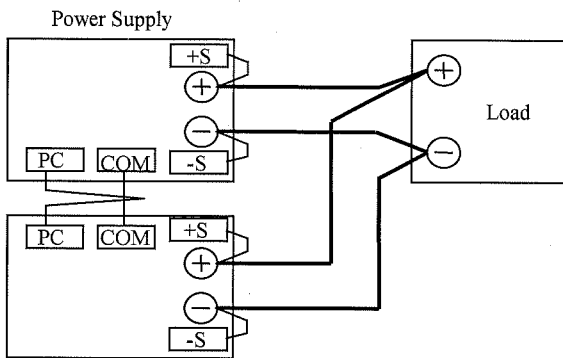 Power Supply
+S
+
−
-S
PC COM
PC COM
+S
+
−
-S
+
Load
−